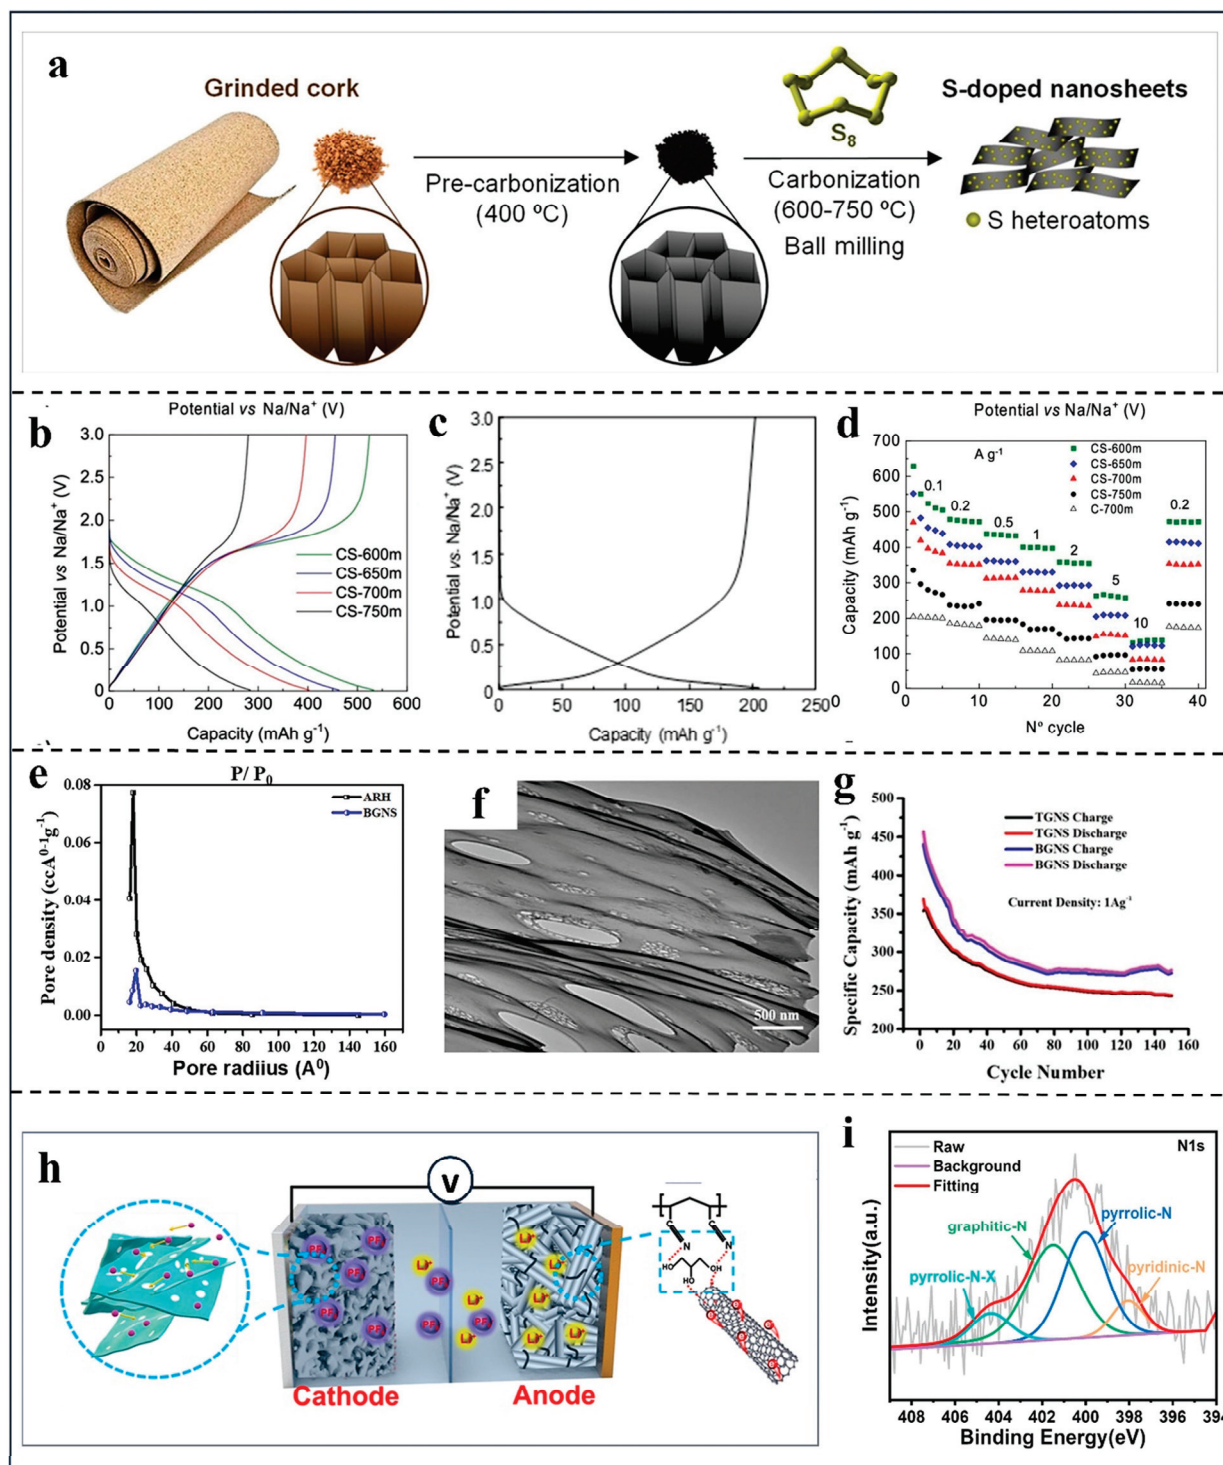 a
Grinded cork
Pre-carbonization
(400 ºC)
S₈
Carbonization
(600-750 ºC)
Ball milling
S-doped nanosheets
S heteroatoms
b
Potential vs Na/Na⁺ (V)
Potential vs Na/Na⁺ (V)
3.0
2.5
2.0
1.5
1.0
0.5
0
CS-600m
CS-650m
CS-700m
CS-750m
0 100 200 300 400 500 600
Capacity (mAh g⁻¹)
c
Potential vs. Na/Na⁺ (V)
3.0
2.5
2.0
1.5
1.0
0.5
0
0 50 100 150 200 250
0
Capacity (mAh g⁻¹)
d
Potential vs Na/Na⁺ (V)
Capacity (mAh g⁻¹)
700
600
500
400
300
200
100
0
A g⁻¹
CS-600m
CS-650m
CS-700m
CS-750m
C-700m
0.1
0.2
0.5
1
2
5
10
0.2
0 10 20 30 40
Nº cycle
e
P/ P₀
Pore density (ccA⁰⁻¹g⁻¹)
0.08
0.06
0.04
0.02
0.00
ARH
BGNS
0 20 40 60 80 100 120 140 160
Pore radiius (A⁰)
f
500 nm
g
Specific Capacity (mAh g⁻¹)
500
450
400
350
300
250
200
TGNS Charge
TGNS Discharge
BGNS Charge
BGNS Discharge
Current Density: 1Ag⁻¹
0 20 40 60 80 100 120 140 160
Cycle Number
h
V
Cathode
Anode
C
N
C
N
HO
HO
OH
i
N1s
Raw
Background
Fitting
graphitic-N
pyrrolic-N
pyrrolic-N-X
pyridinic-N
Intensity(a.u.)
408 406 404 402 400 398 396 394
Binding Energy(eV)